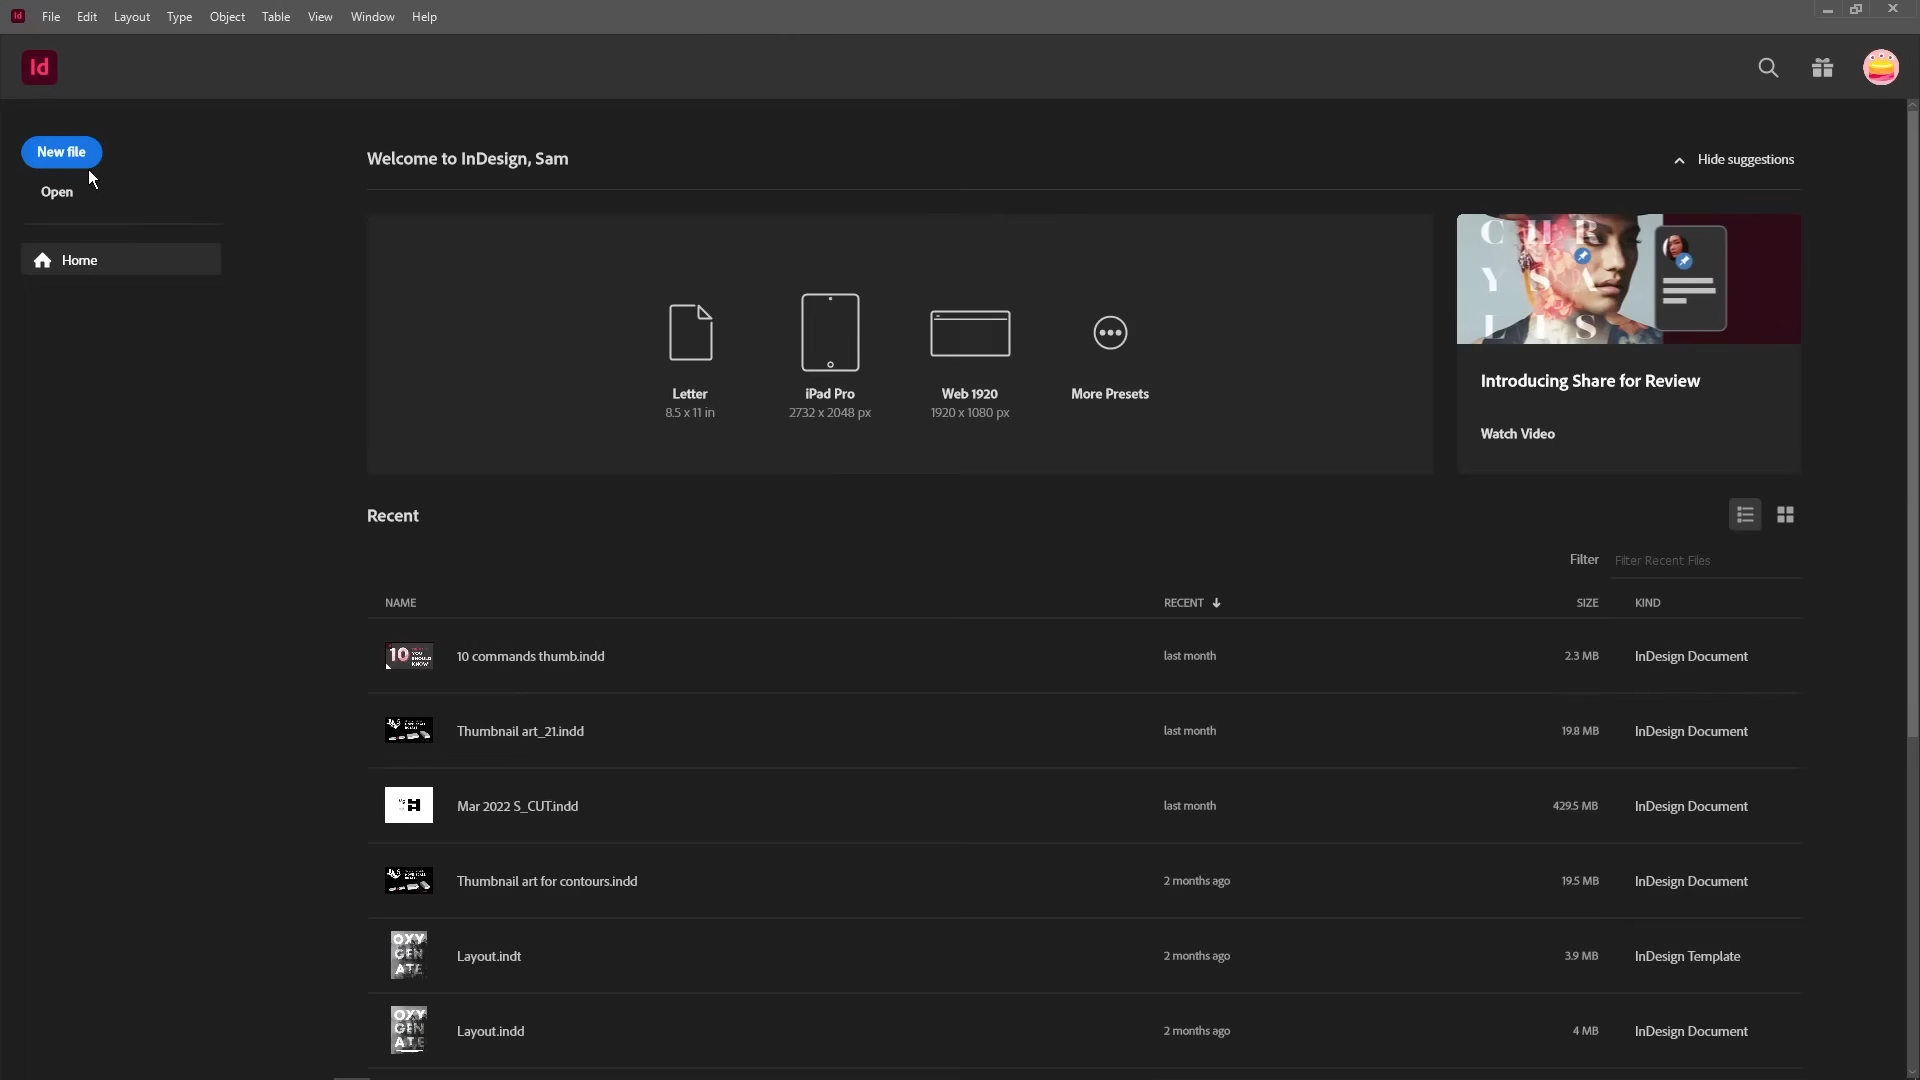 Id File Edit Layout Type Object Table View Window Help
Id
New file
Open
Home
Welcome to InDesign, Sam
Hide suggestions
Letter
8.5 x 11 in
iPad Pro
2732 x 2048 px
Web 1920
1920 x 1080 px
More Presets
C H R
Y S A
L I S
Introducing Share for Review
Watch Video
Recent
Filter Filter Recent Files
NAME RECENT SIZE KIND
10 commands thumb.indd last month 2.3 MB InDesign Document
Thumbnail art_21.indd last month 19.8 MB InDesign Document
Mar 2022 S_CUT.indd last month 429.5 MB InDesign Document
Thumbnail art for contours.indd 2 months ago 19.5 MB InDesign Document
OXY
GEN
ATE
Layout.indt 2 months ago 3.9 MB InDesign Template
OXY
GEN
ATE
Layout.indd 2 months ago 4 MB InDesign Document